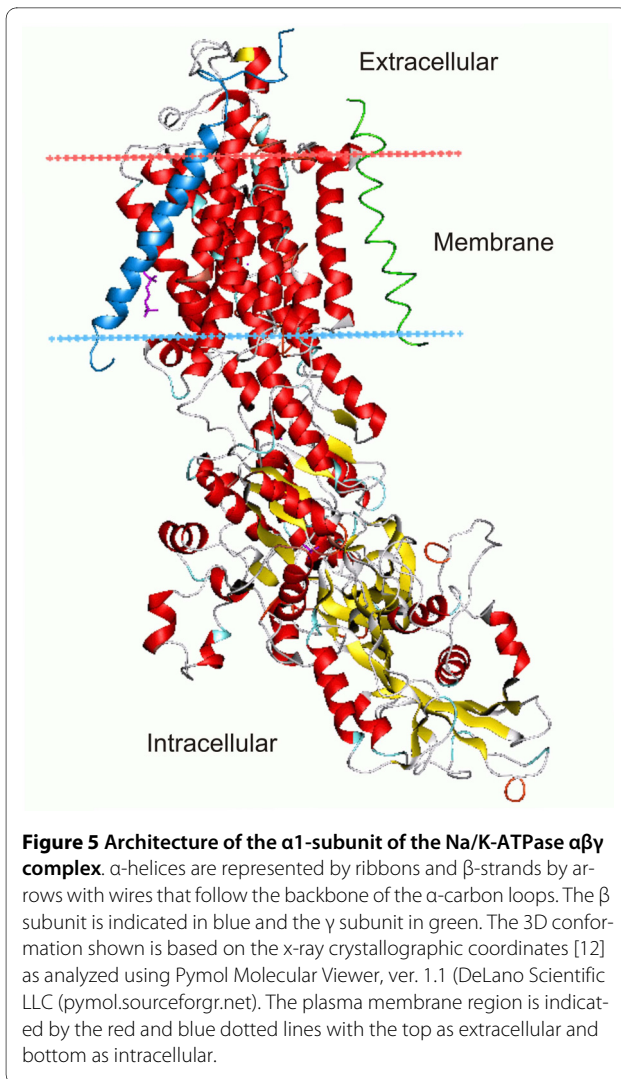 Extracellular
Membrane
Intracellular
Figure 5 Architecture of the α1-subunit of the Na/K-ATPase αβγ
complex. α-helices are represented by ribbons and β-strands by ar-
rows with wires that follow the backbone of the α-carbon loops. The β
subunit is indicated in blue and the γ subunit in green. The 3D confor-
mation shown is based on the x-ray crystallographic coordinates [12]
as analyzed using Pymol Molecular Viewer, ver. 1.1 (DeLano Scientific
LLC (pymol.sourceforgr.net). The plasma membrane region is indicat-
ed by the red and blue dotted lines with the top as extracellular and
bottom as intracellular.